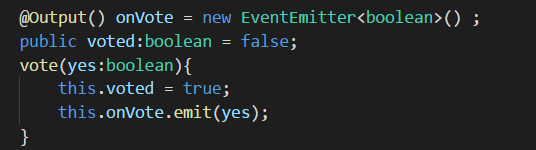 @Output() onVote = new EventEmitter<boolean>() ;
public voted:boolean = false;
vote(yes:boolean){
    this.voted = true;
    this.onVote.emit(yes);
}